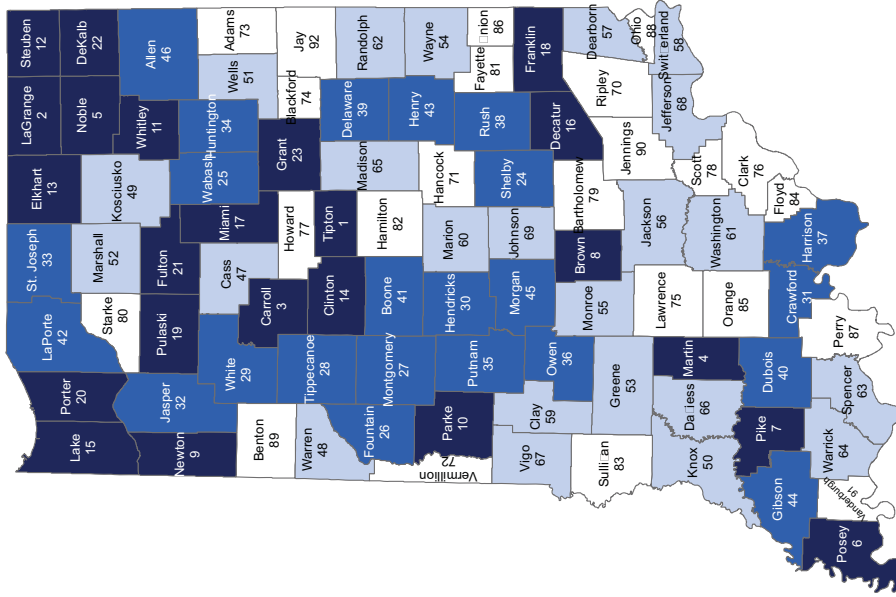 Lake
15
Porter
20
LaPorte
42
St. Joseph
33
Elkhart
13
LaGrange
2
Steuben
12
Starke
80
Marshall
52
Kosciusko
49
Noble
5
DeKalb
22
Newton
9
Jasper
32
Pulaski
19
Fulton
21
Whitley
11
Allen
46
Benton
89
White
29
Cass
47
Miami
17
Wabash
25
Huntington
34
Wells
51
Adams
73
Warren
48
Tippecanoe
28
Carroll
3
Howard
77
Grant
23
Blackford
74
Jay
92
Fountain
26
Montgomery
27
Clinton
14
Tipton
1
Madison
65
Delaware
39
Randolph
62
Vermillion
72
Parke
10
Putnam
35
Boone
41
Hamilton
82
Hancock
71
Henry
43
Wayne
54
Hendricks
30
Marion
60
Rush
38
Fayette
81
□nion
86
Vigo
67
Clay
59
Owen
36
Morgan
45
Johnson
69
Shelby
24
Decatur
16
Franklin
18
Sulli□an
83
Greene
53
Monroe
55
Brown
8
Bartholomew
79
Jennings
90
Ripley
70
Dearborn
57
Ohio
88
Knox
50
Da□iess
66
Martin
4
Lawrence
75
Jackson
56
Scott
78
Jefferson
68
Swit□erland
58
Gibson
44
Pike
7
Dubois
40
Orange
85
Washington
61
Clark
76
Floyd
84
Posey
6
Vanderburgh
91
Warrick
64
Spencer
63
Perry
87
Crawford
31
Harrison
37